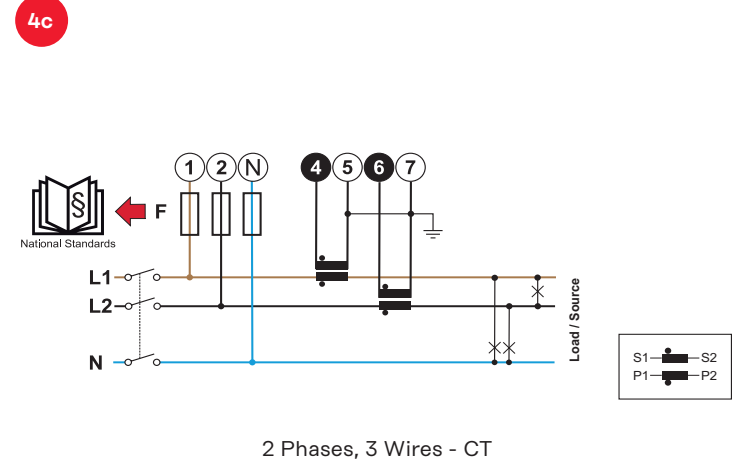 4c
1 2 N 4 5 6 7
§ F
National Standards
L1
L2
N
Load / Source
S1 S2
P1 P2
2 Phases, 3 Wires - CT